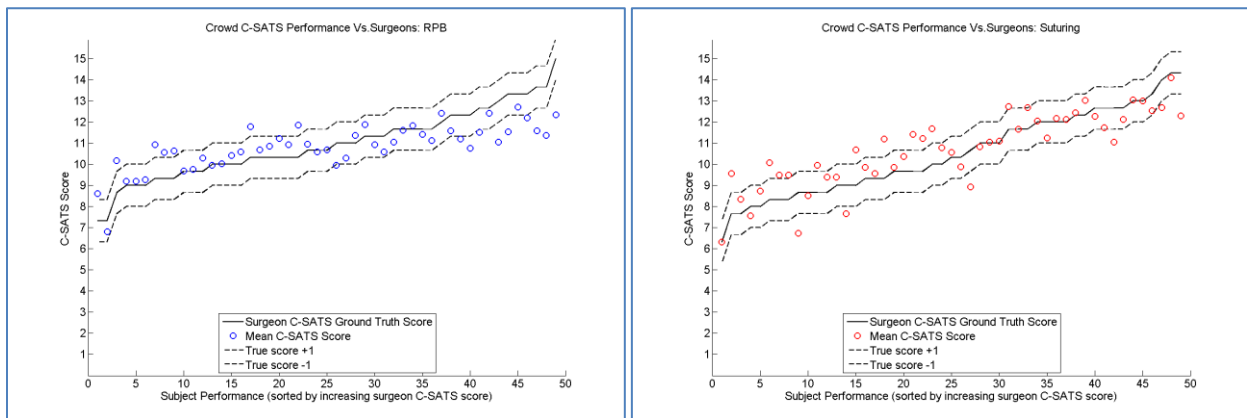 Crowd C-SATS Performance Vs.Surgeons: RPB
15
14
13
12
11
10
9
8
7
6
5
4
3
2
1
C-SATS Score
Surgeon C-SATS Ground Truth Score
Mean C-SATS Score
True score +1
True score -1
0 5 10 15 20 25 30 35 40 45 50
Subject Performance (sorted by increasing surgeon C-SATS score)
Crowd C-SATS Performance Vs.Surgeons: Suturing
15
14
13
12
11
10
9
8
7
6
5
4
3
2
1
C-SATS Score
Surgeon C-SATS Ground Truth Score
Mean C-SATS Score
True score +1
True score -1
0 5 10 15 20 25 30 35 40 45 50
Subject Performance (sorted by increasing surgeon C-SATS score)